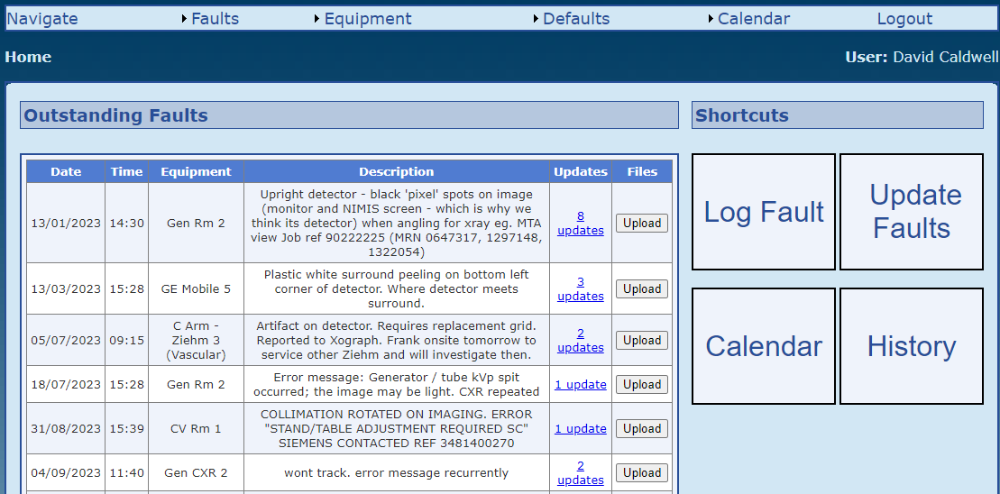 Navigate Faults Equipment Defaults Calendar Logout
Home User: David Caldwell
Outstanding Faults
Date Time Equipment Description Updates Files
13/01/2023 14:30 Gen Rm 2 Upright detector - black 'pixel' spots on image
(monitor and NIMIS screen - which is why we
think its detector) when angling for xray eg. MTA
view Job ref 90222225 (MRN 0647317, 1297148,
1322054)
8
updates
Upload
13/03/2023 15:28 GE Mobile 5 Plastic white surround peeling on bottom left
corner of detector. Where detector meets
surround.
3
updates
Upload
05/07/2023 09:15 C Arm -
Ziehm 3
(Vascular)
Artifact on detector. Requires replacement grid.
Reported to Xograph. Frank onsite tomorrow to
service other Ziehm and will investigate then.
2
updates
Upload
18/07/2023 15:28 Gen Rm 2 Error message: Generator / tube kVp spit
occurred; the image may be light. CXR repeated
1 update
Upload
31/08/2023 15:39 CV Rm 1 COLLIMATION ROTATED ON IMAGING. ERROR
"STAND/TABLE ADJUSTMENT REQUIRED SC"
SIEMENS CONTACTED REF 3481400270
1 update
Upload
04/09/2023 11:40 Gen CXR 2 wont track. error message recurrently
2
updates
Upload
Shortcuts
Log Fault
Update
Faults
Calendar
History